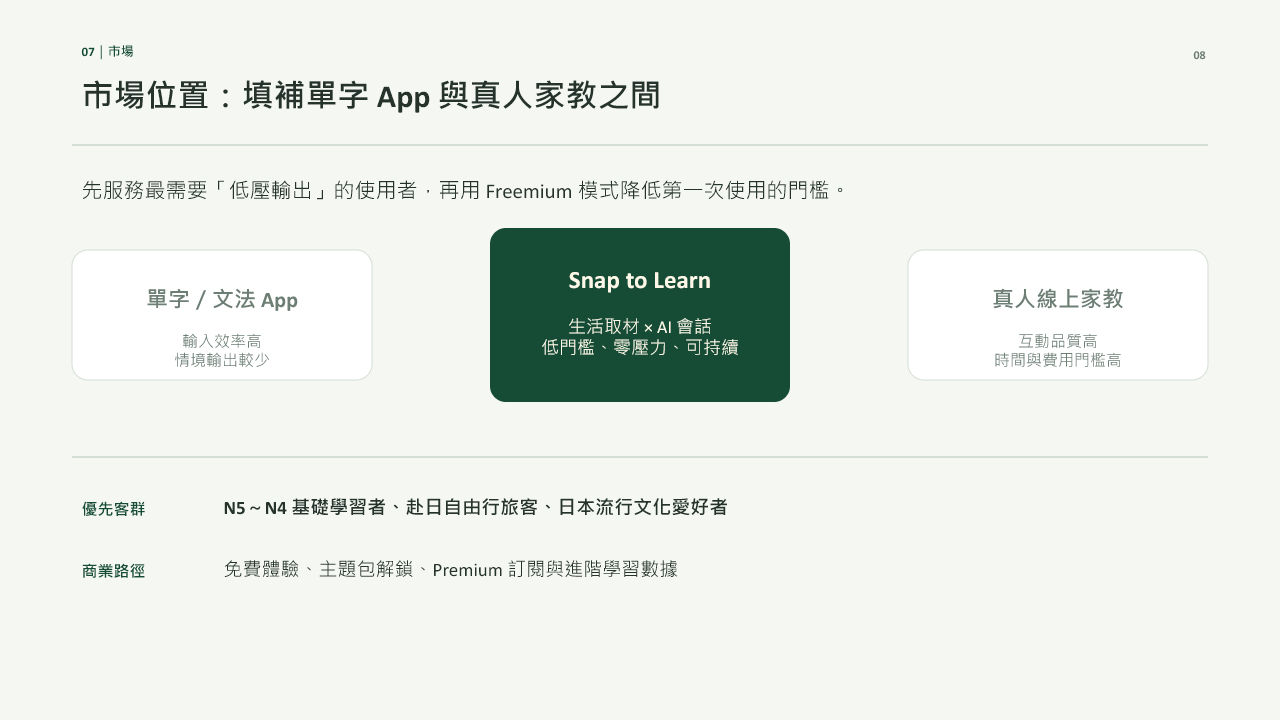 07｜市場
08
市場位置：填補單字 App 與真人家教之間
先服務最需要「低壓輸出」的使用者，再用 Freemium 模式降低第一次使用的門檻。
單字 / 文法 App
輸入效率高
情境輸出較少
Snap to Learn
生活取材 × AI 會話
低門檻、零壓力、可持續
真人線上家教
互動品質高
時間與費用門檻高
優先客群
N5～N4 基礎學習者、赴日自由行旅客、日本流行文化愛好者
商業路徑
免費體驗、主題包解鎖、Premium 訂閱與進階學習數據